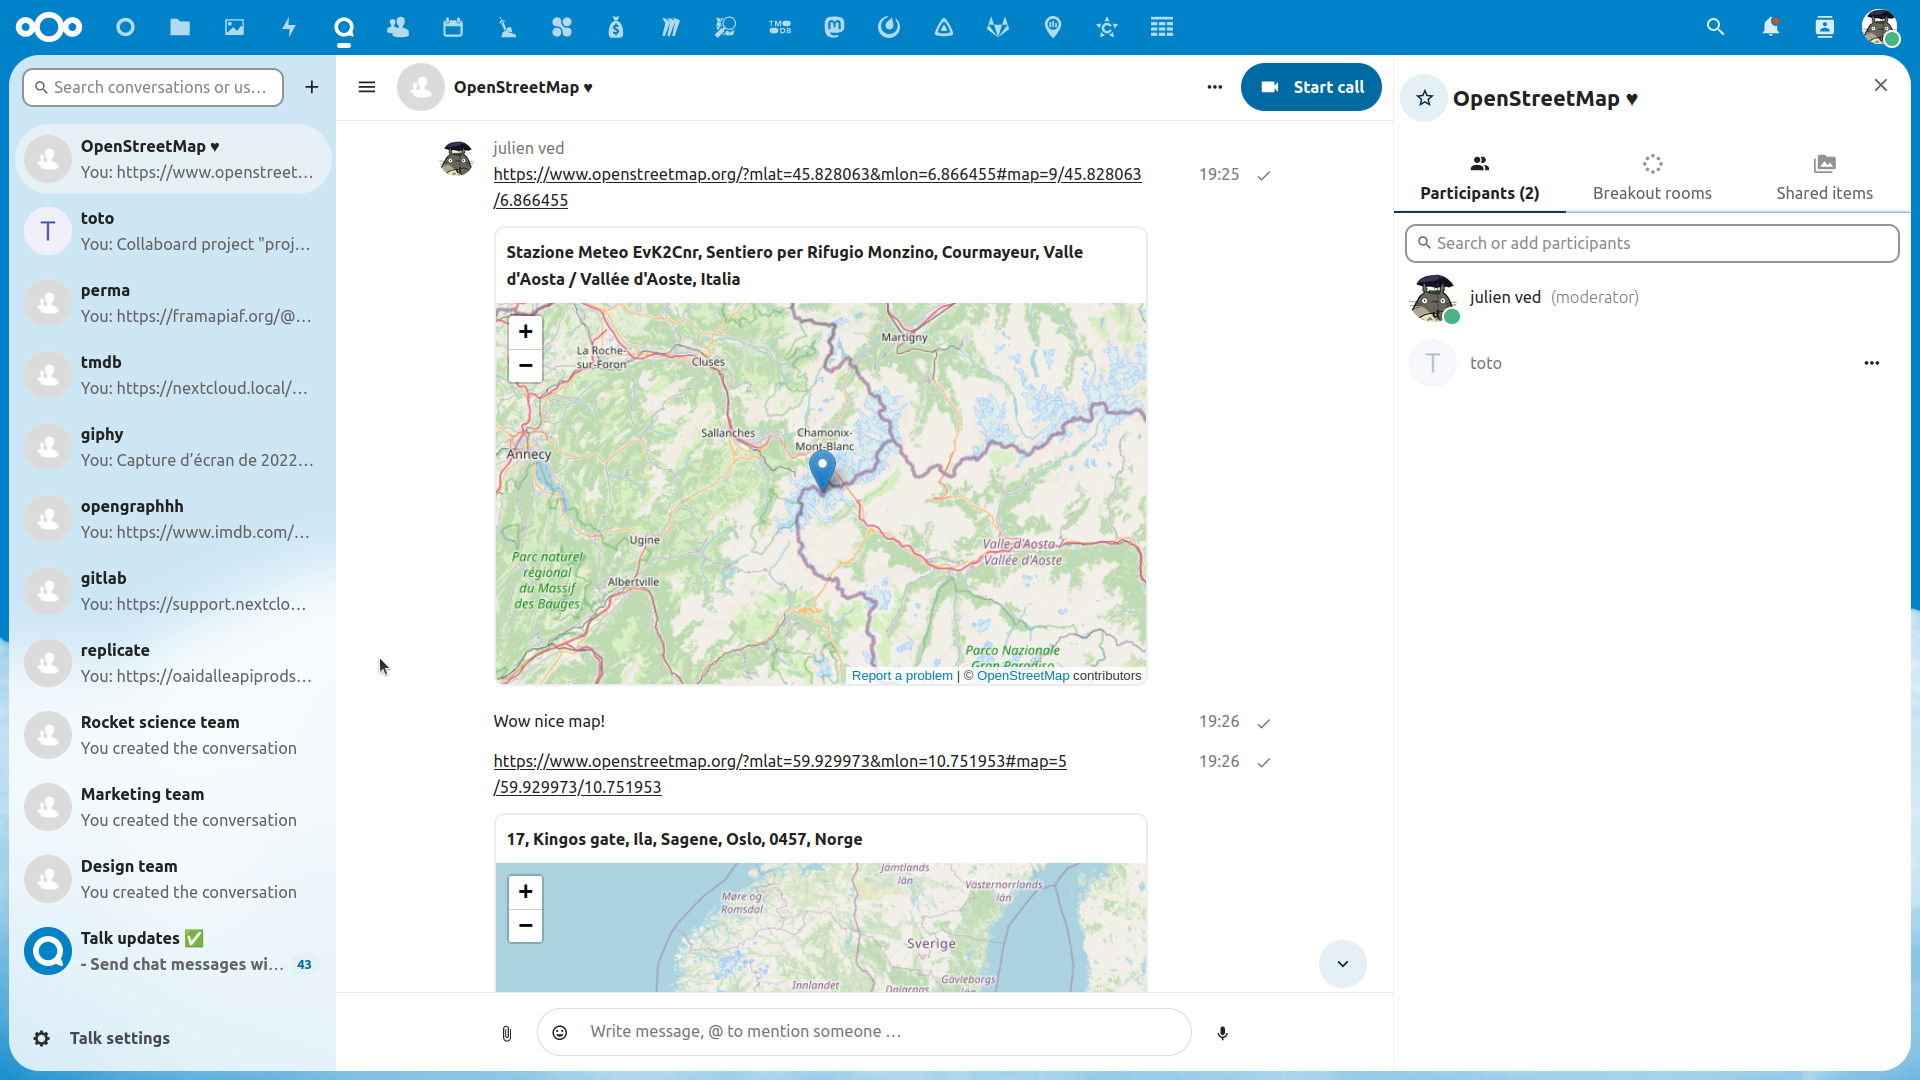 TM
DB
Search conversations or us…
OpenStreetMap ♥
You: https://www.openstreet…
T
toto
You: Collaboard project "proj…
perma
You: https://framapiaf.org/@…
tmdb
You: https://nextcloud.local/…
giphy
You: Capture d’écran de 2022…
opengraphhh
You: https://www.imdb.com/…
gitlab
You: https://support.nextclo…
replicate
You: https://oaidalleapiprods…
Rocket science team
You created the conversation
Marketing team
You created the conversation
Design team
You created the conversation
Talk updates ✅
- Send chat messages wi… 43
Talk settings
OpenStreetMap ♥
Start call
julien ved
https://www.openstreetmap.org/?mlat=45.828063&mlon=6.866455#map=9/45.828063 19:25
/6.866455
Stazione Meteo EvK2Cnr, Sentiero per Rifugio Monzino, Courmayeur, Valle
d'Aosta / Vallée d'Aoste, Italia
+
−
Martigny
La Roche-
sur-Foron
Cluses
Sallanches
Chamonix-
Mont-Blanc
Annecy
Ugine
Valle d'Aosta /
Vallée d'Aoste
Parc naturel
régional
du Massif
des Bauges
Albertville
Parco Nazionale
Gran Paradiso
Report a problem | © OpenStreetMap contributors
Wow nice map! 19:26
https://www.openstreetmap.org/?mlat=59.929973&mlon=10.751953#map=5 19:26
/59.929973/10.751953
17, Kingos gate, Ila, Sagene, Oslo, 0457, Norge
+
−
Jämtlands
län
Västernorrlands
län
Møre og
Romsdal
Sverige
Gävleborgs
län
Innlandet
Dalarnas
Write message, @ to mention someone …
OpenStreetMap ♥
Participants (2)
Breakout rooms
Shared items
Search or add participants
julien ved (moderator)
T
toto